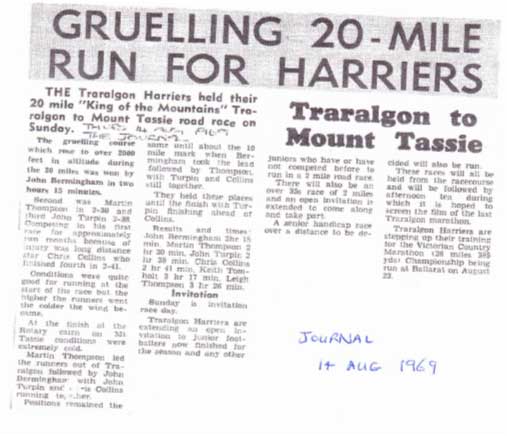 GRUELLING 20-MILE
RUN FOR HARRIERS
THE Traralgon Harriers held their
20 mile "King of the Mountains" Tra-
ralgon to Mount Tassie road race on
Sunday. THURS 14 AUG 1969
THE JOURNAL
The gruelling course
which rose to over 2000
feet in altitude during
the 20 miles was won by
John Bermingham in two
hours 15 minutes.
Second was Martin
Thompson in 2-30 and
third John Turpin 2-38
Competing in his first
race for approximately
two months because of
injury was long distance
star Chris Collins who
finished fourth in 2-41.
Conditions were quite
good for running at the
start of the race but the
higher the runners went
the colder the wind be-
came.
At the finish at the
Rotary cairn on Mt
Tassie conditions were
extremely cold.
Martin Thompson led
the runners out of Tra-
ralgon followed by John
Bermingham with John
Turpin and Collins
running
Positions remained the
same until about the 10
mile mark when Ber-
mingham took the lead
followed by Thompson,
with Turpin and Collins
still together.
They held these places
until the finish with Tur-
pin finishing ahead of
Collins.
Results and times:
John Bermingham 2hr 15
min, Martin Thompson 2
hr 30 min, John Turpin 2
hr 39 min, Chris Collins
2 hr 41 min, Keith Tom-
holt 3 hr 17 min, Leigh
Thompson 3 hr 26 min.
Invitation
Sunday is invitation
race day.
Traralgon Harriers are
extending an open in-
vitation to junior foot-
ballers now finished for
the season and any other
Traralgon to
Mount Tassie
juniors who have or have
not competed before to
run in a 2 mile road race.
There will also be an
over 35s race of 2 miles
and an open invitation is
extended to come along
and take part.
A senior handicap race
over a distance to be de-
cided will also be run.
These races will all be
held from the racecourse
and will be followed by
afternoon tea during
which it is hoped to
screen the film of the last
Traralgon marathon.
Traralgon Harriers are
stepping up their training
for the Victorian Country
Marathon (26 miles 385
yds) Championship being
run at Ballarat on August
23.
JOURNAL
14 AUG 1969